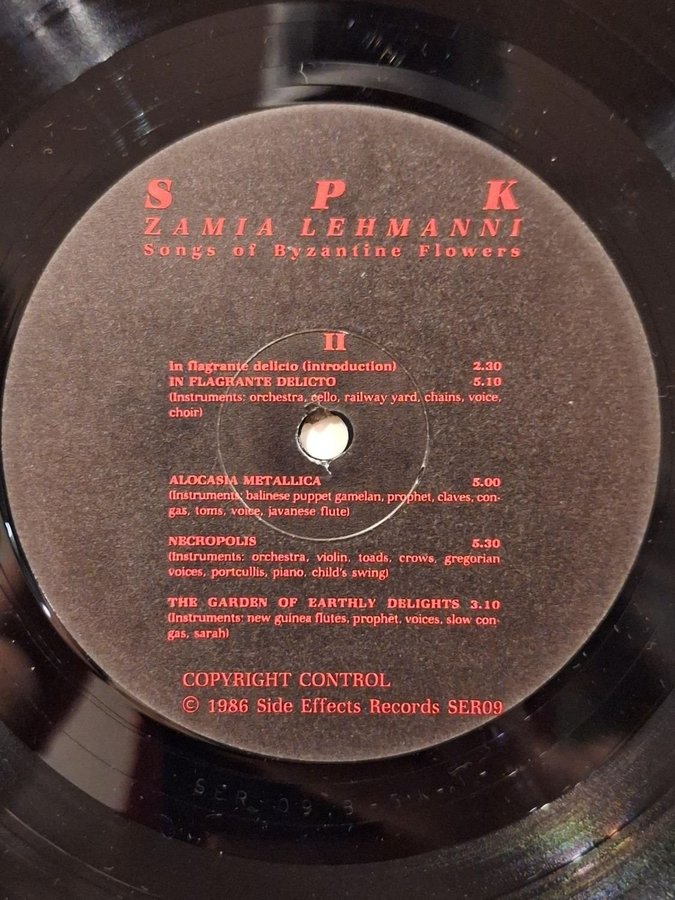 S P K
ZAMIA LEHMANNI
Songs of Byzantine Flowers
II
In flagrante delicto (introduction) 2.30
IN FLAGRANTE DELICTO 5.10
(Instruments: orchestra, cello, railway yard, chains, voice,
choir)
ALOCASIA METALLICA 5.00
(Instruments: balinese puppet gamelan, prophet, claves, con-
gas, toms, voice, javanese flute)
NECROPOLIS 5.30
(Instruments: orchestra, violin, toads, crows, gregorian
voices, portcullis, piano, child's swing)
THE GARDEN OF EARTHLY DELIGHTS 3.10
(Instruments: new guinea flutes, prophet, voices, slow con-
gas, sarah)
COPYRIGHT CONTROL
© 1986 Side Effects Records SER09
SER 09 B